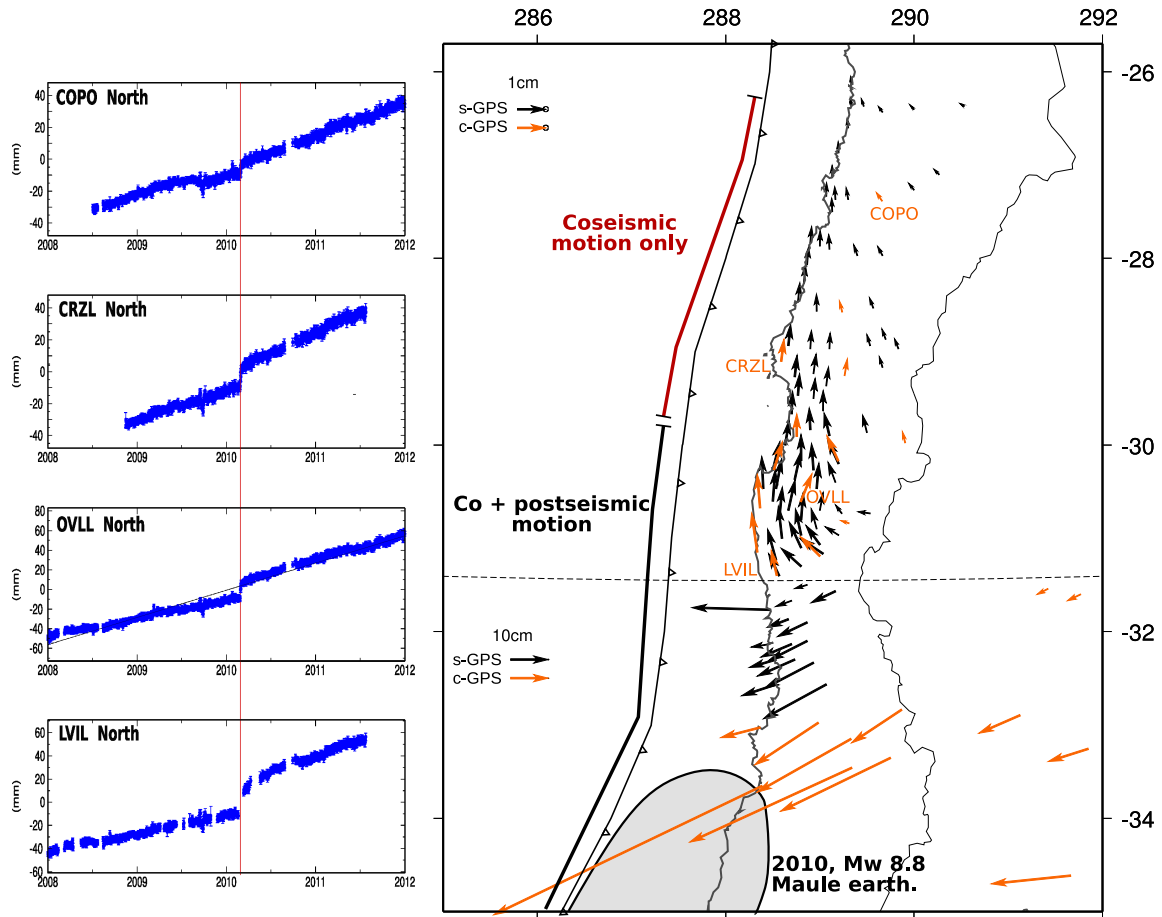 COPO North
40
20
0
-20
-40
(mm)
2008 2009 2010 2011 2012
CRZL North
40
20
0
-20
-40
(mm)
2008 2009 2010 2011 2012
OVLL North
80
60
40
20
0
-20
-40
-60
(mm)
2008 2009 2010 2011 2012
LVIL North
60
40
20
0
-20
-40
-60
(mm)
2008 2009 2010 2011 2012
286 288 290 292
-26
-28
-30
-32
-34
1cm
s-GPS
c-GPS
Coseismic
motion only
COPO
CRZL
Co + postseismic
motion
OVLL
LVIL
10cm
s-GPS
c-GPS
2010, Mw 8.8
Maule earth.